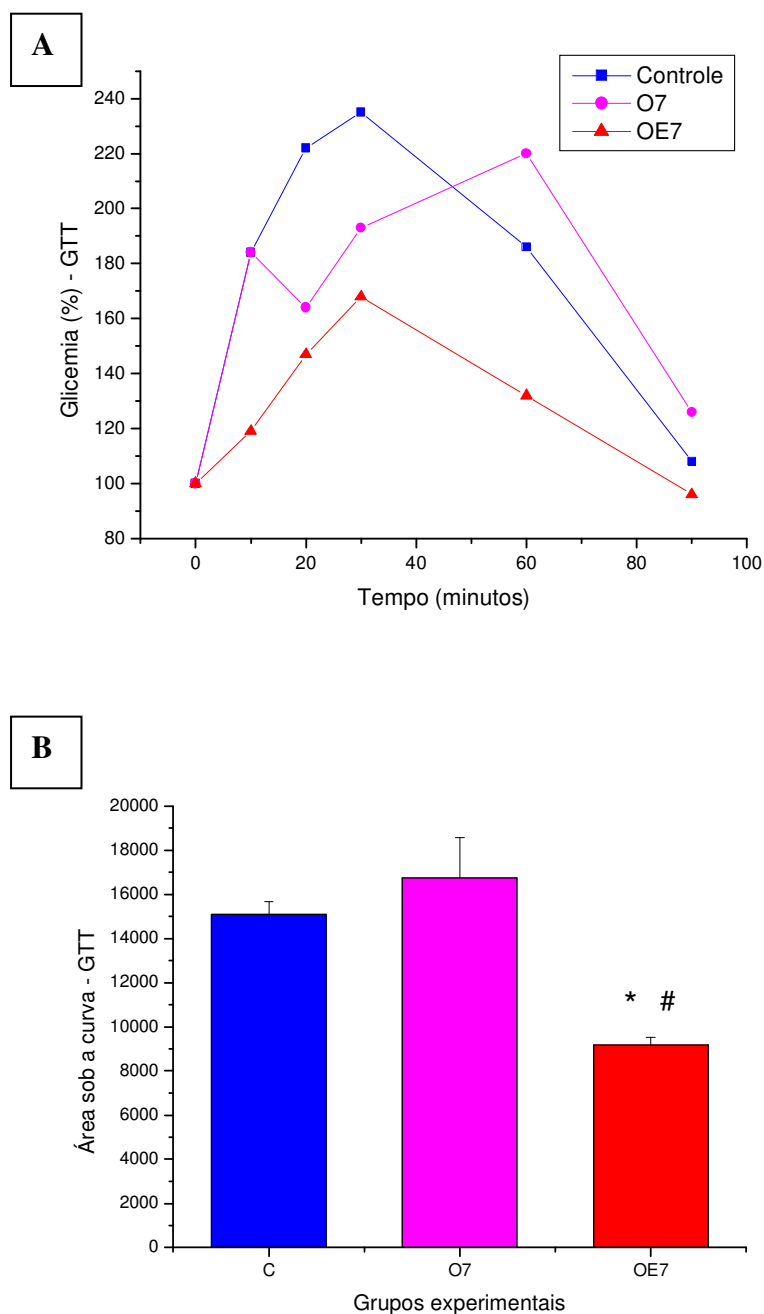 A
Controle
O7
OE7
240
220
200
180
160
140
120
100
80
Glicemia (%) - GTT
0
20
40
60
80
100
Tempo (minutos)
B
20000
18000
16000
14000
12000
10000
8000
6000
4000
2000
0
Área sob a curva - GTT
* #
C
O7
OE7
Grupos experimentais